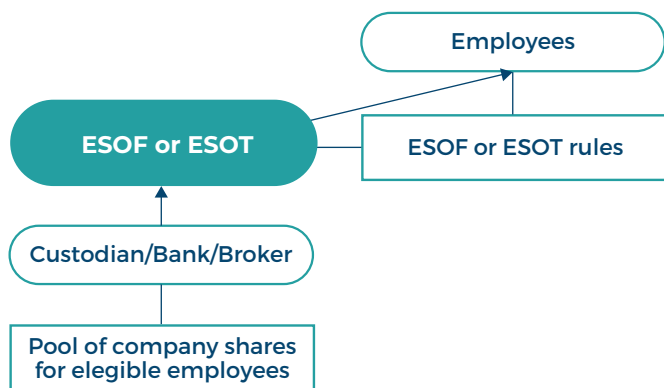 Employees
ESOF or ESOT
ESOF or ESOT rules
Custodian/Bank/Broker
Pool of company shares
for elegible employees